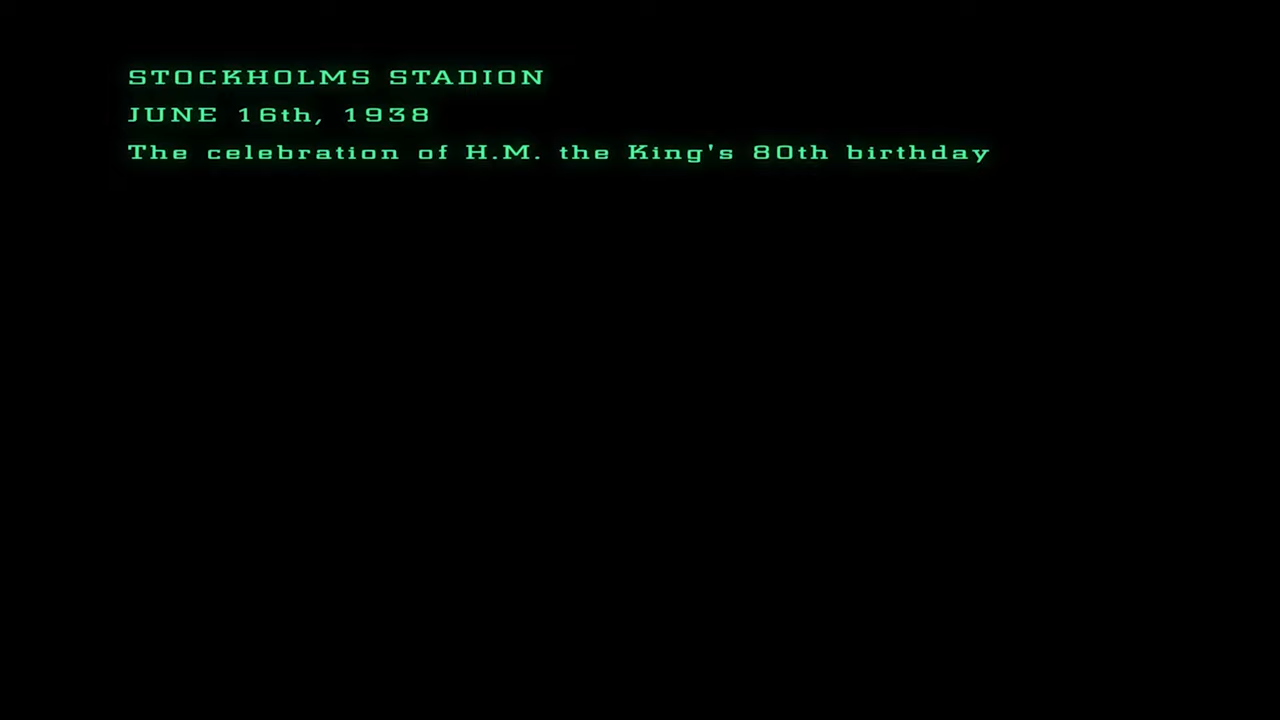 STOCKHOLMS STADION
JUNE 16th, 1938
The celebration of H.M. the King's 80th birthday